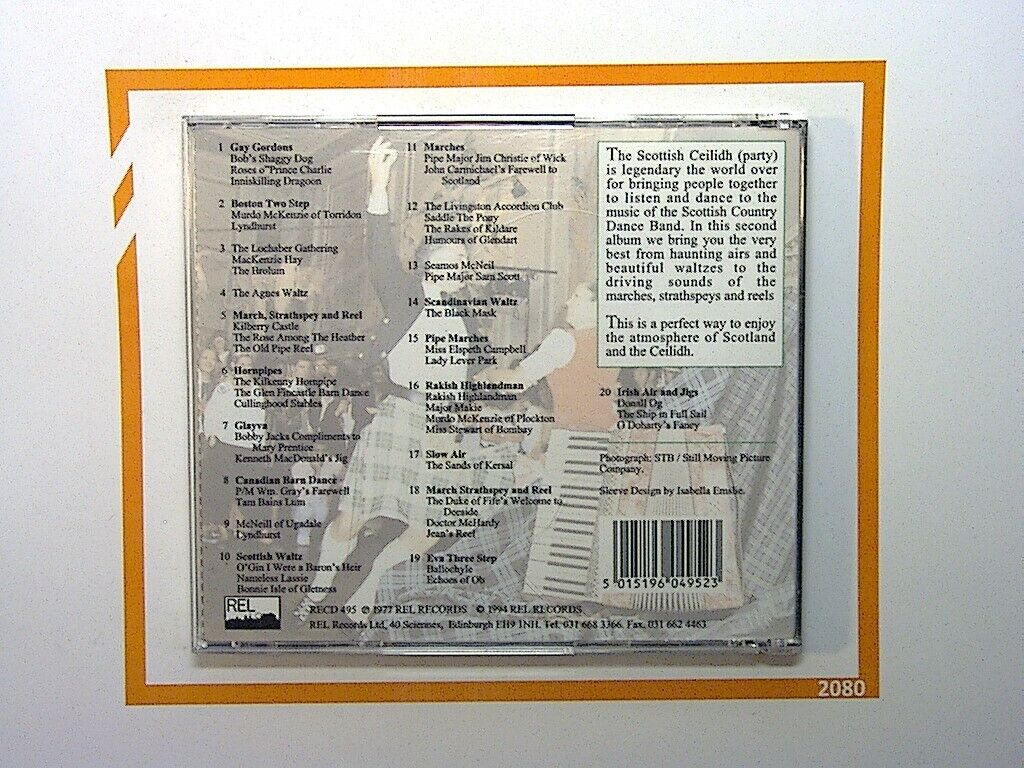 1 Gay Gordons
Bob's Shaggy Dog
Roses o"Prince Charlie
Inniskilling Dragoon
2 Boston Two Step
Murdo McKenzie of Torridon
Lyndhurst
3 The Lochaber Gathering
MacKenzie Hay
The Brolum
4 The Agnes Waltz
5 March, Strathspey and Reel
Kilberry Castle
The Rose Among The Heather
The Old Pipe Reel
6 Hornpipes
The Kilkenny Hornpipe
The Glen Fincastle Barn Dance
Cullinghood Stables
7 Glayva
Bobby Jacks Compliments to
Mary Prentice
Kenneth MacDonald's Jig
8 Canadian Barn Dance
P/M Wm. Gray's Farewell
Tam Bains Lum
9 McNeill of Ugadale
Lyndhurst
10 Scottish Waltz
O'Gin I Were a Baron's Heir
Nameless Lassie
Bonnie Isle of Gletness
11 Marches
Pipe Major Jim Christie of Wick
John Carmichael's Farewell to
Scotland
12 The Livingston Accordion Club
Saddle The Pony
The Rakes of Kildare
Humours of Glendart
13 Seamos McNeil
Pipe Major Sam Scott
14 Scandinavian Waltz
The Black Mask
15 Pipe Marches
Miss Elspeth Campbell
Lady Lever Park
16 Rakish Highlandman
Rakish Highlandman
Major Makie
Murdo McKenzie of Plockton
Miss Stewart of Bombay
17 Slow Air
The Sands of Kersal
18 March Strathspey and Reel
The Duke of Fife's Welcome to
Deeside
Doctor McHardy
Jean's Reef
19 Eva Three Step
Ballochyle
Echoes of Ob
The Scottish Ceilidh (party)
is legendary the world over
for bringing people together
to listen and dance to the
music of the Scottish Country
Dance Band. In this second
album we bring you the very
best from haunting airs and
beautiful waltzes to the
driving sounds of the
marches, strathspeys and reels
This is a perfect way to enjoy
the atmosphere of Scotland
and the Ceilidh.
20 Irish Air and Jigs
Donall Og
The Ship in Full Sail
O'Doharty's Fancy
Photograph: STB / Still Moving Picture
Company.
Sleeve Design by Isabella Emslie.
5 015196 049523
REL
RECD 495 ℗ 1977 REL RECORDS © 1994 REL RECORDS
REL Records Ltd, 40 Sciennes, Edinburgh EH9 1NH. Tel. 031 668 3366. Fax. 031 662 4463
2080